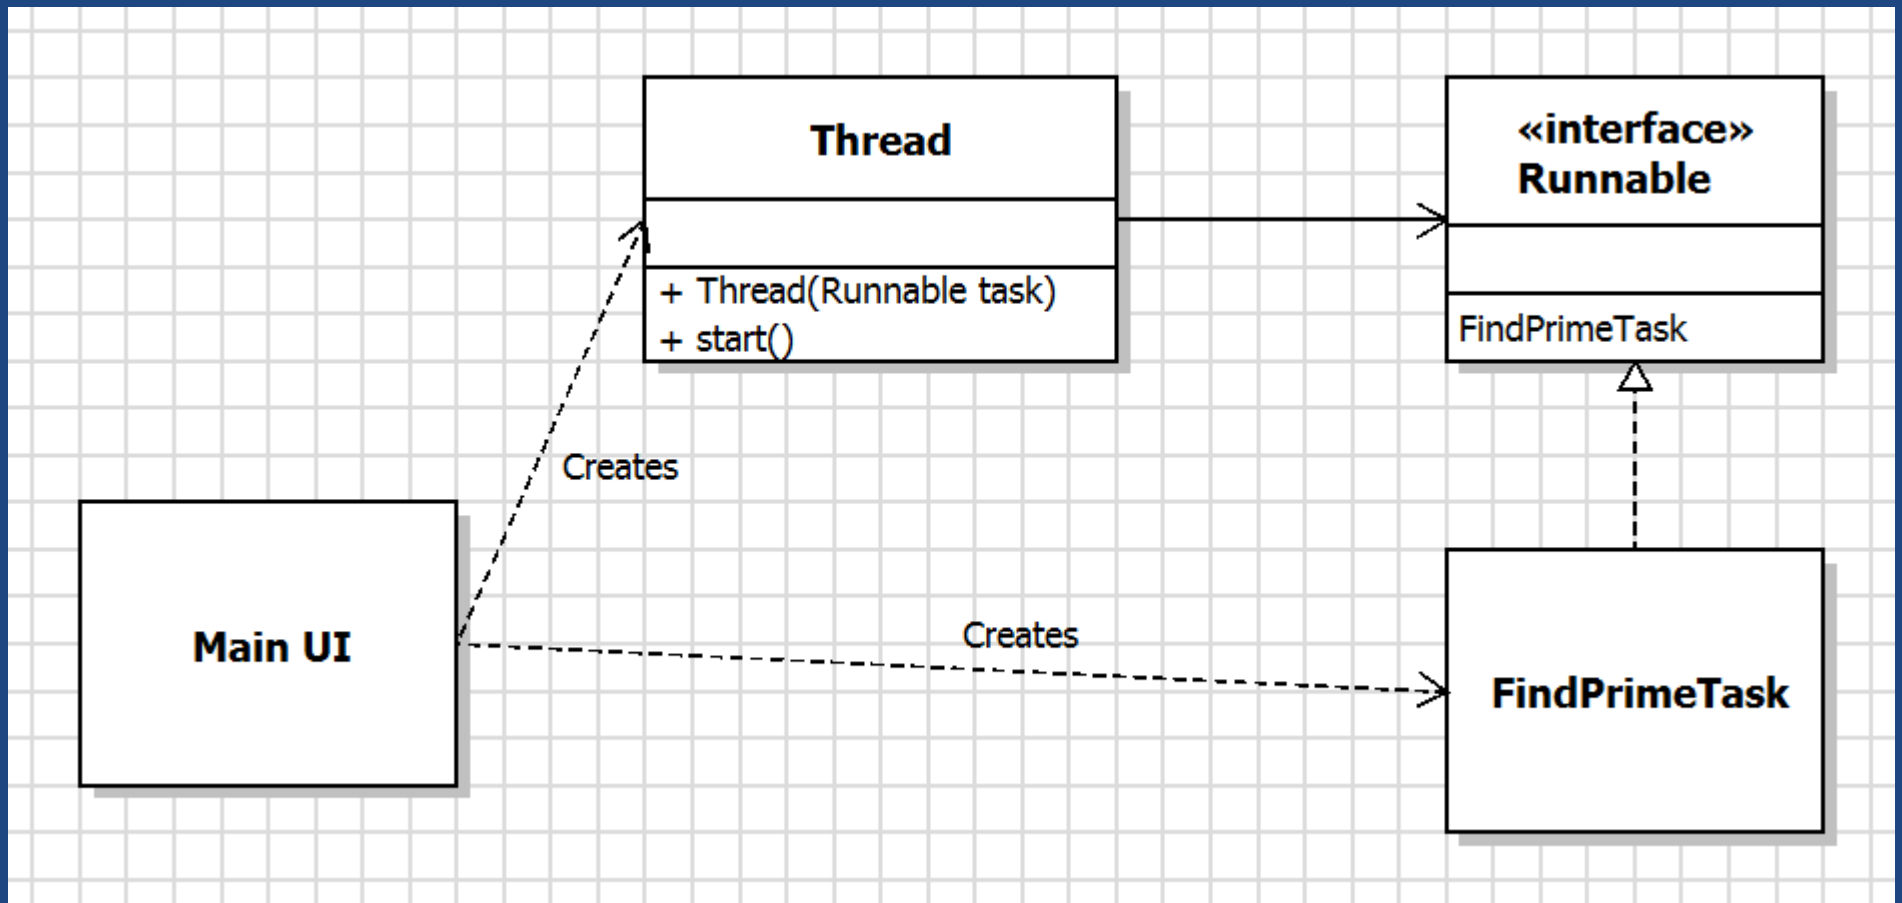 Thread
+ Thread(Runnable task)
+ start()
«interface»
Runnable
FindPrimeTask
Creates
Main UI
Creates
FindPrimeTask